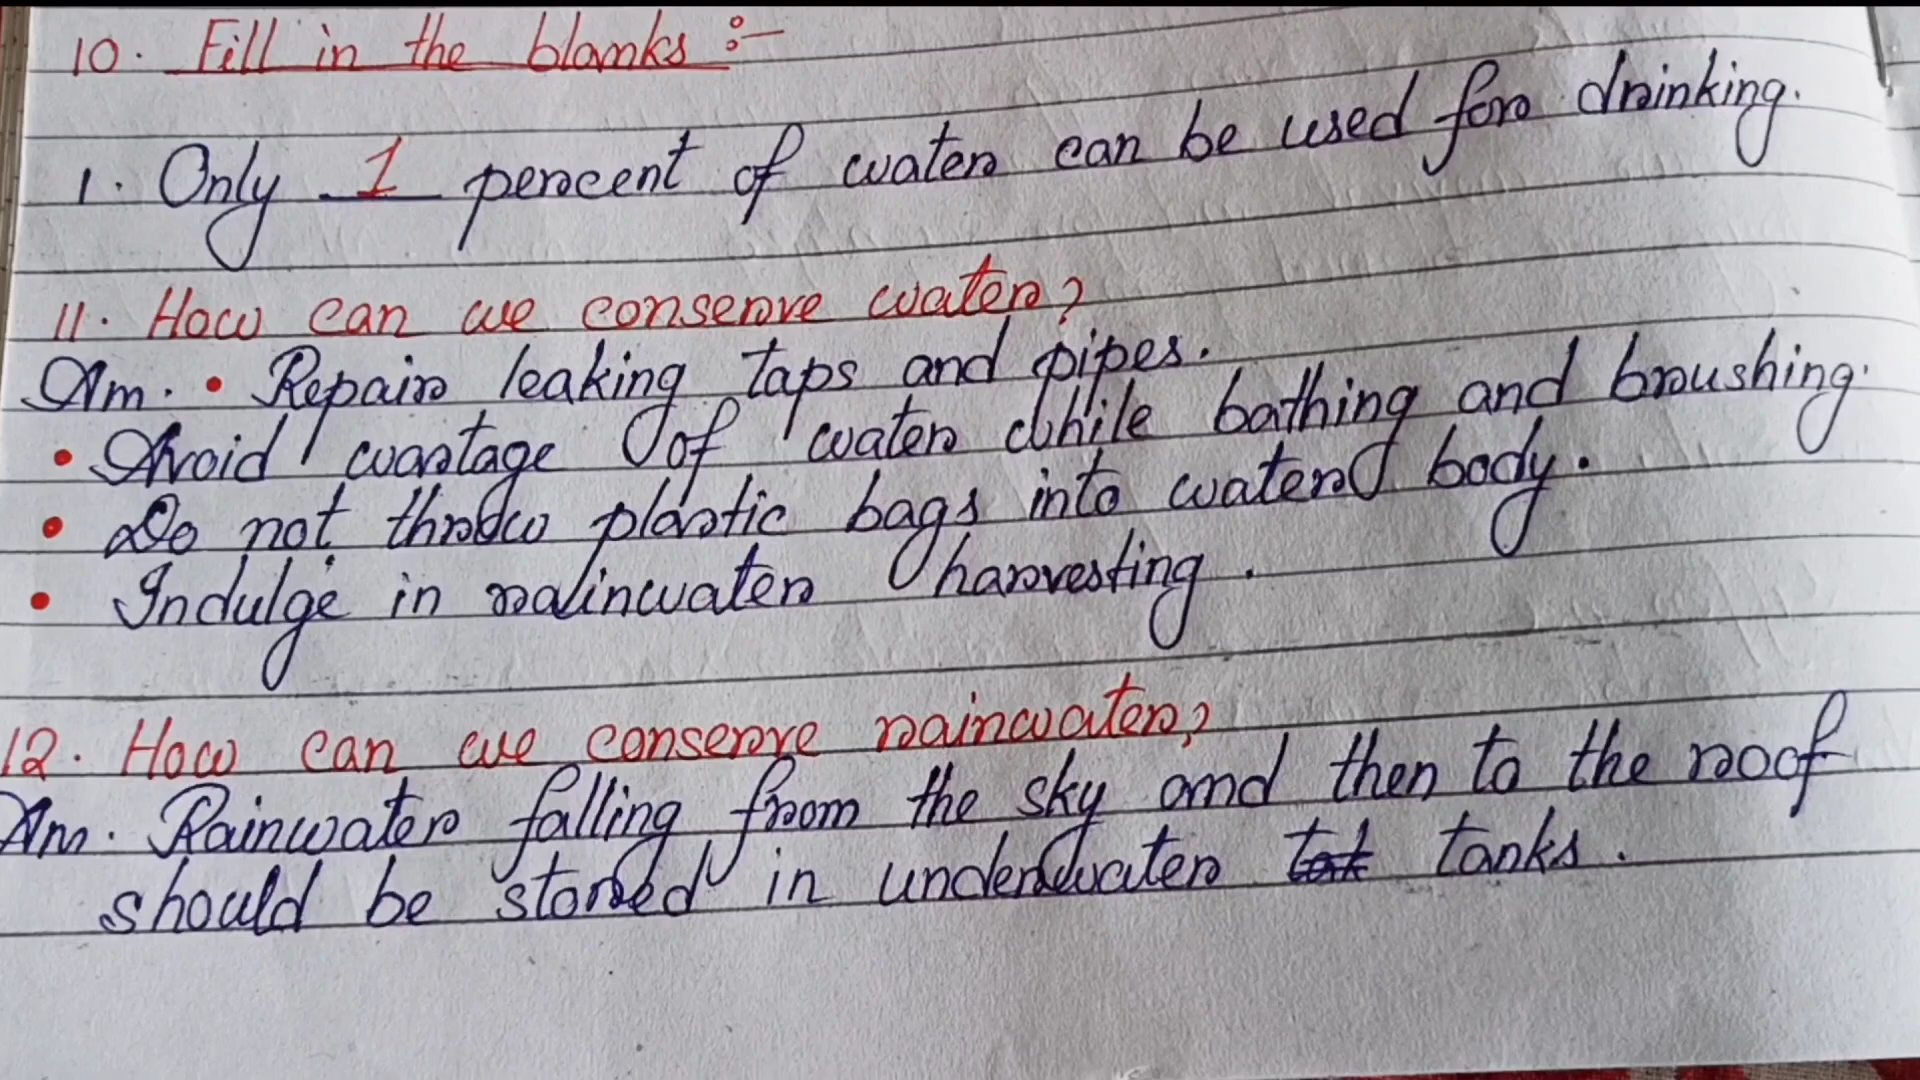 10. Fill in the blanks :-
1. Only 1 percent of water can be used for drinking.
11. How can we conserve water?
Ans. • Repair leaking taps and pipes.
• Avoid wastage of water while bathing and brushing.
• Do not throw plastic bags into water body.
• Indulge in rainwater harvesting.
12. How can we conserve rainwater?
Ans. Rainwater falling from the sky and then to the roof
should be stored in underwater tanks.